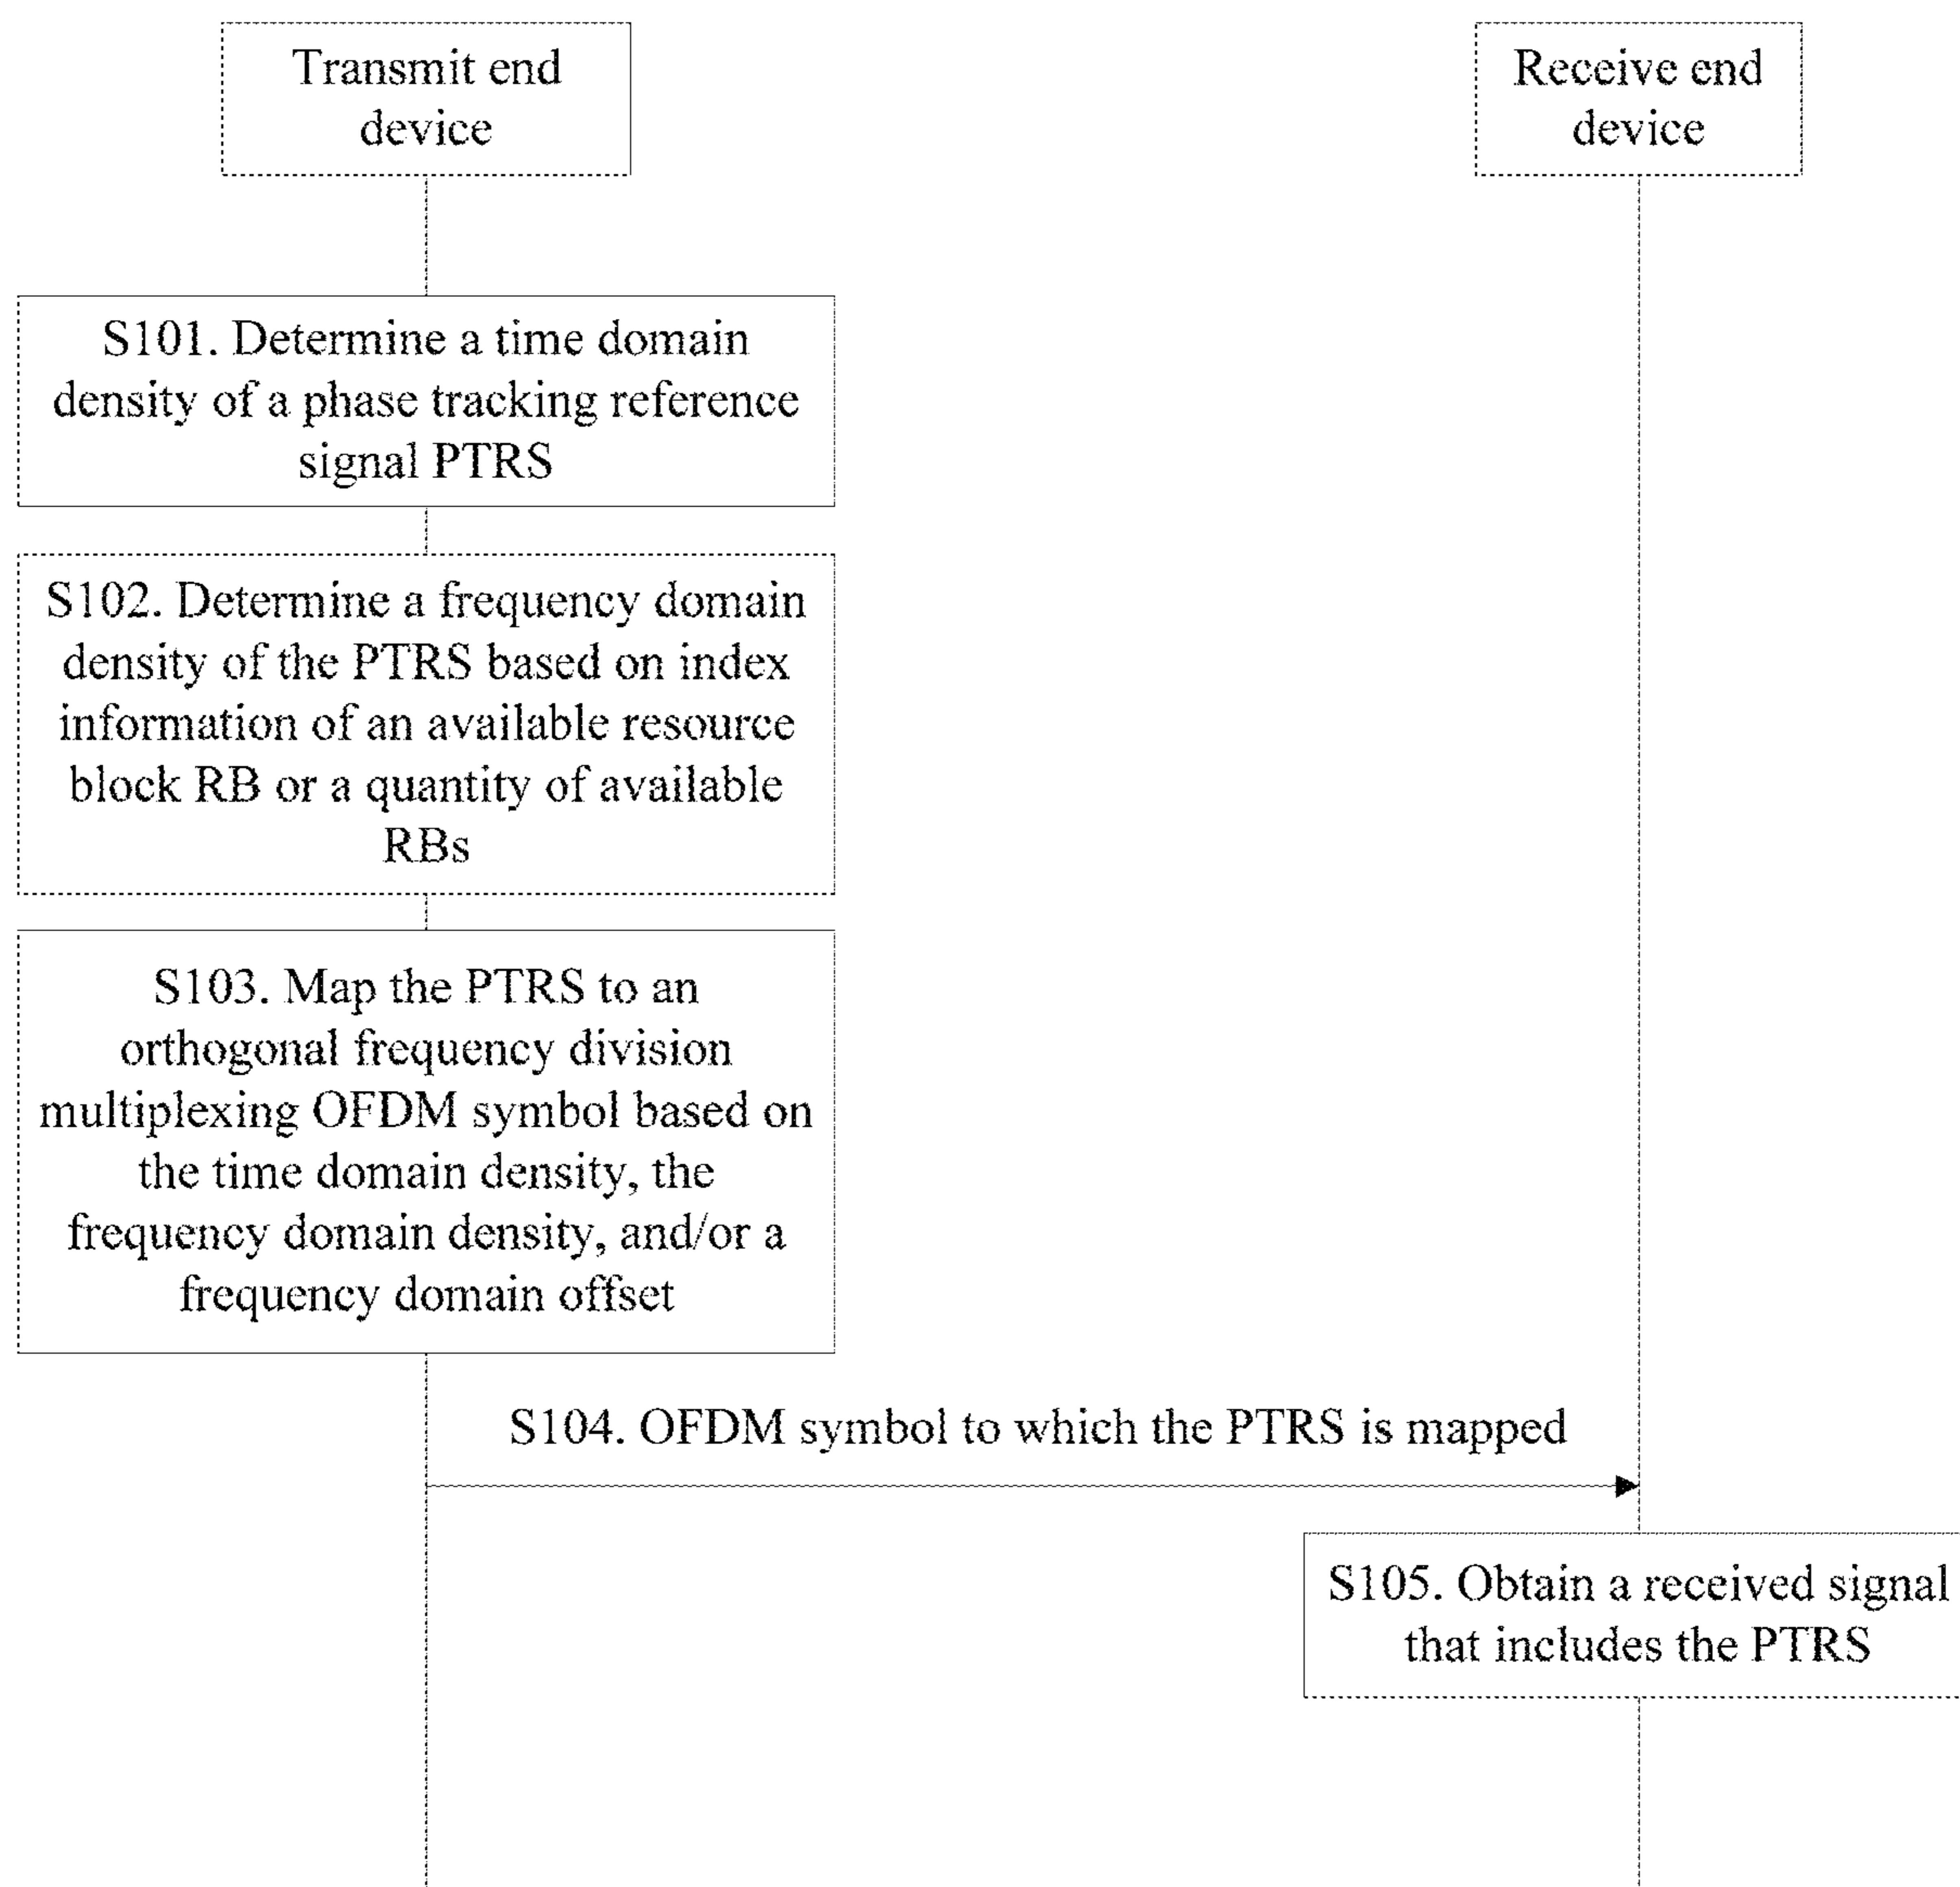 Transmit end
device
Receive end
device
S101. Determine a time domain
density of a phase tracking reference
signal PTRS
S102. Determine a frequency domain
density of the PTRS based on index
information of an available resource
block RB or a quantity of available
RBs
S103. Map the PTRS to an
orthogonal frequency division
multiplexing OFDM symbol based on
the time domain density, the
frequency domain density, and/or a
frequency domain offset
S104. OFDM symbol to which the PTRS is mapped
S105. Obtain a received signal
that includes the PTRS